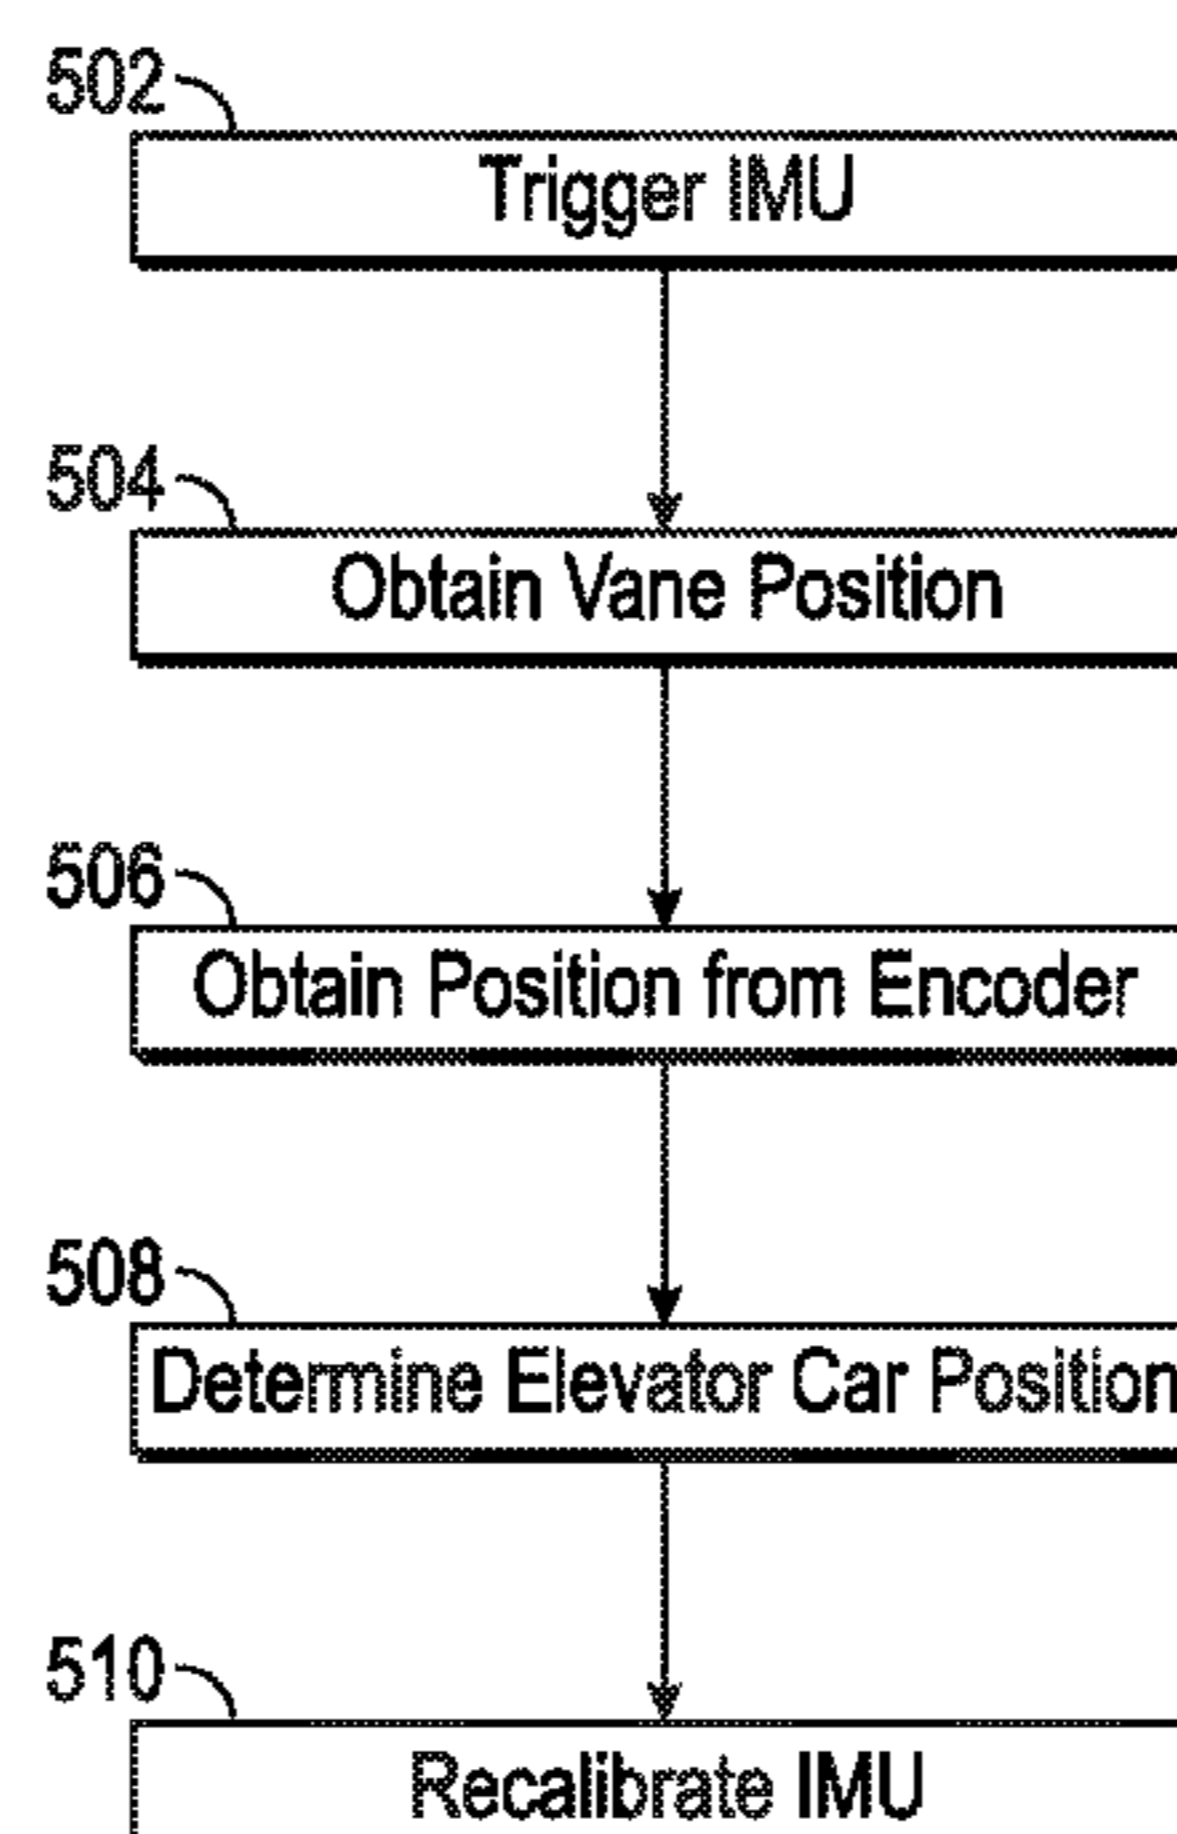 502
Trigger IMU
504
Obtain Vane Position
506
Obtain Position from Encoder
508
Determine Elevator Car Position
510
Recalibrate IMU